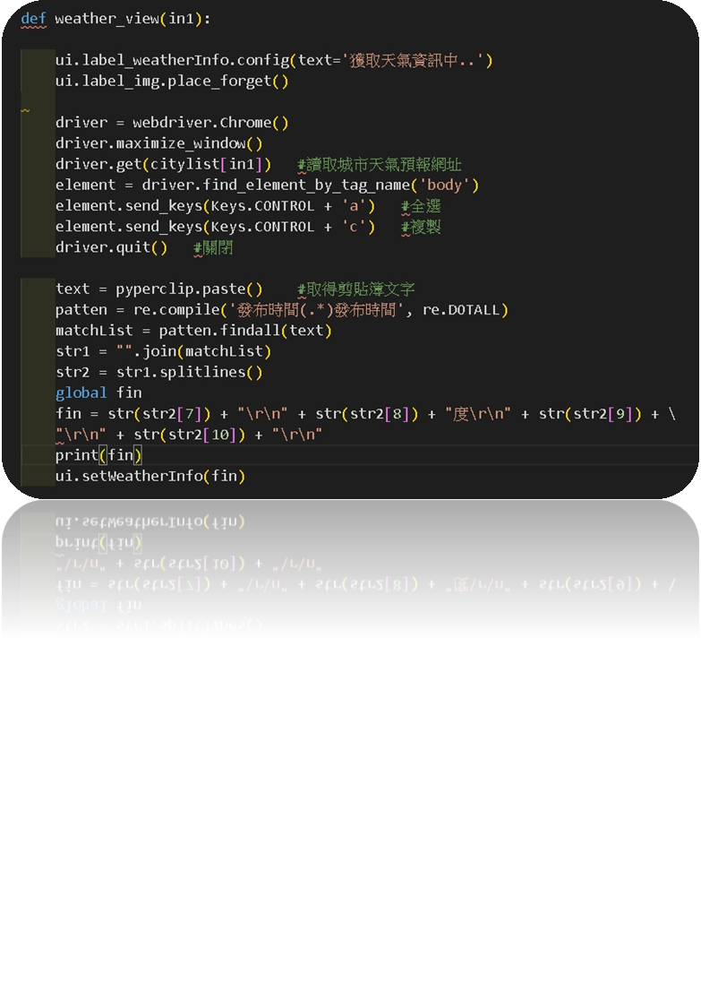 def weather_view(in1):
ui.label_weatherInfo.config(text='獲取天氣資訊中..')
ui.label_img.place_forget()
driver = webdriver.Chrome()
driver.maximize_window()
driver.get(citylist[in1])   #讀取城市天氣預報網址
element = driver.find_element_by_tag_name('body')
element.send_keys(Keys.CONTROL + 'a')   #全選
element.send_keys(Keys.CONTROL + 'c')   #複製
driver.quit()   #關閉
text = pyperclip.paste()    #取得剪貼簿文字
patten = re.compile('發布時間(.*)發布時間', re.DOTALL)
matchList = patten.findall(text)
str1 = "".join(matchList)
str2 = str1.splitlines()
global fin
fin = str(str2[7]) + "\r\n" + str(str2[8]) + "度\r\n" + str(str2[9]) + \
"\r\n" + str(str2[10]) + "\r\n"
print(fin)
ui.setWeatherInfo(fin)